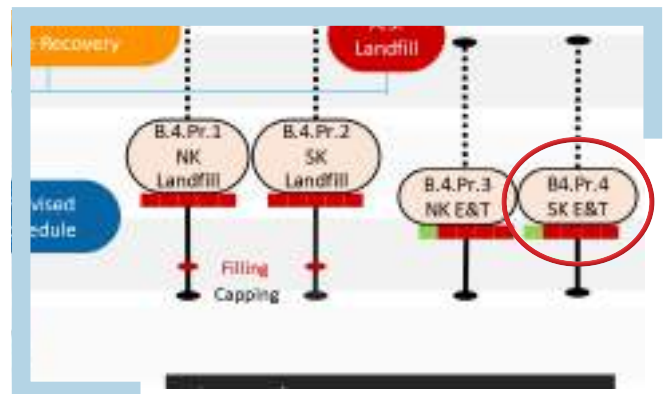 Recovery
Landfill
B.4.Pr.1
NK
Landfill
B.4.Pr.2
SK
Landfill
B.4.Pr.3
NK E&T
B4.Pr.4
SK E&T
vised
edule
Filling
Capping